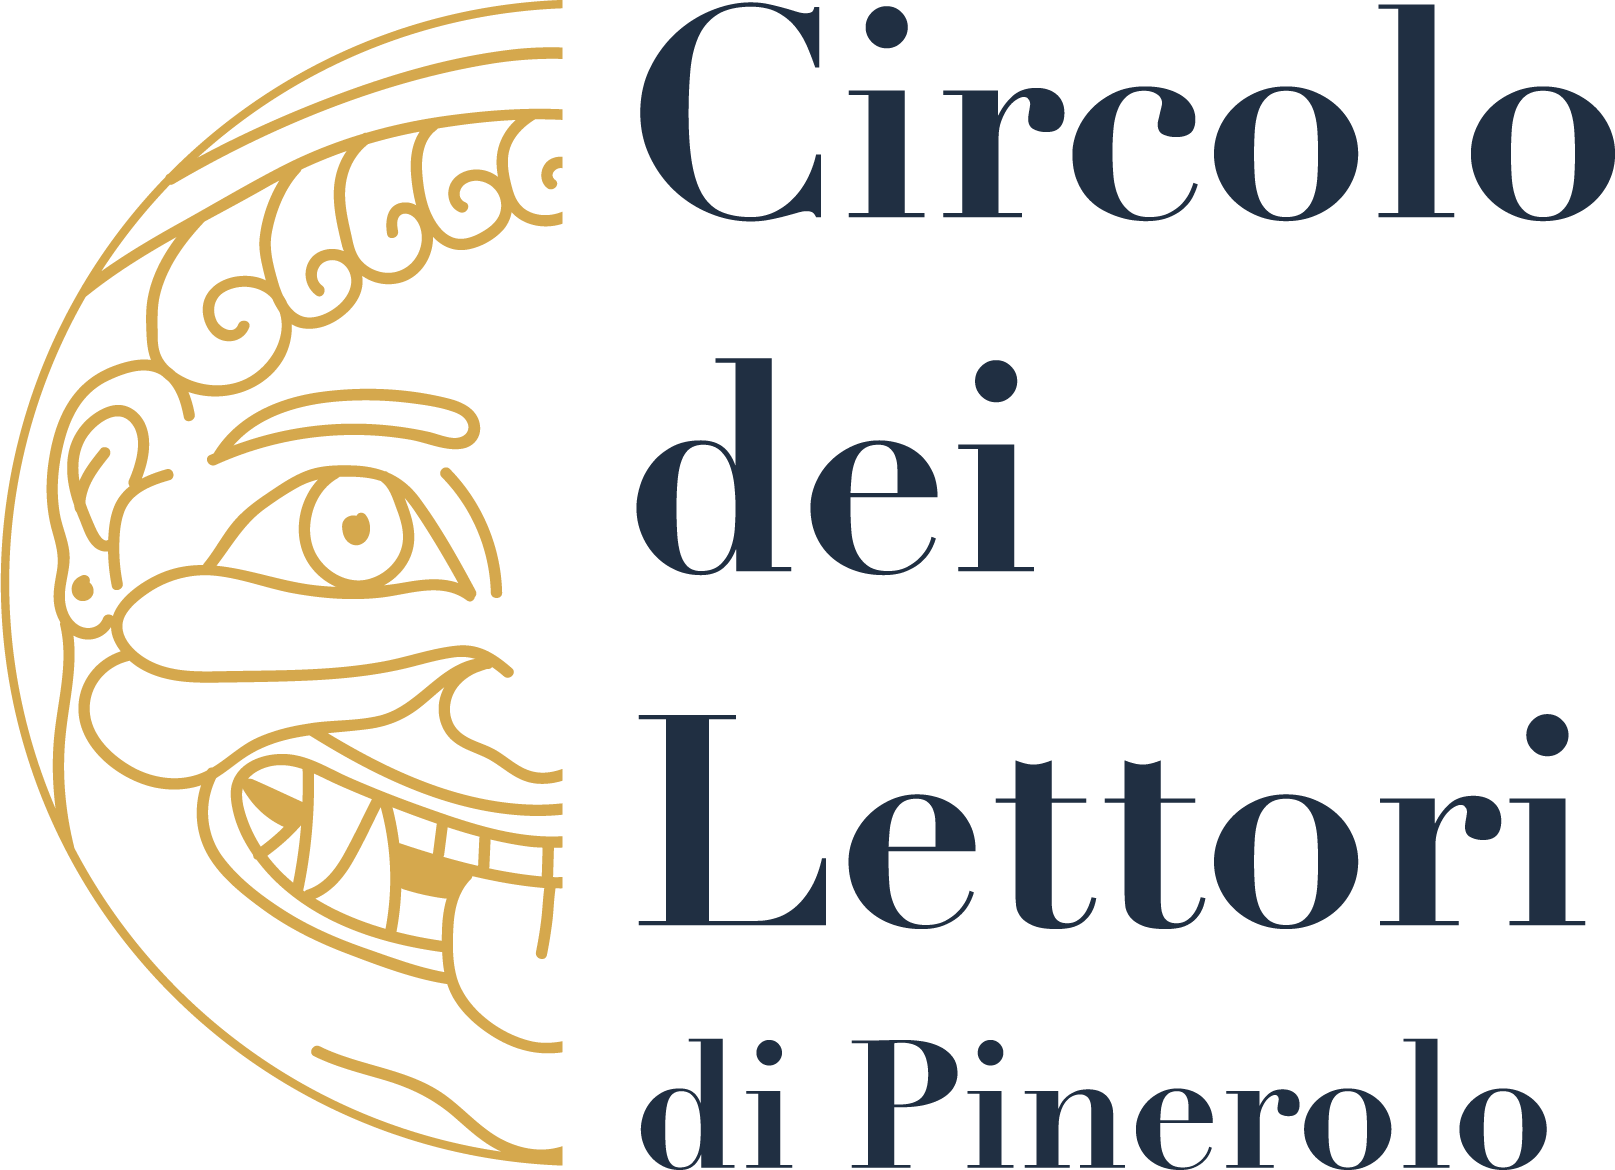 Circolo
dei
Lettori
di Pinerolo